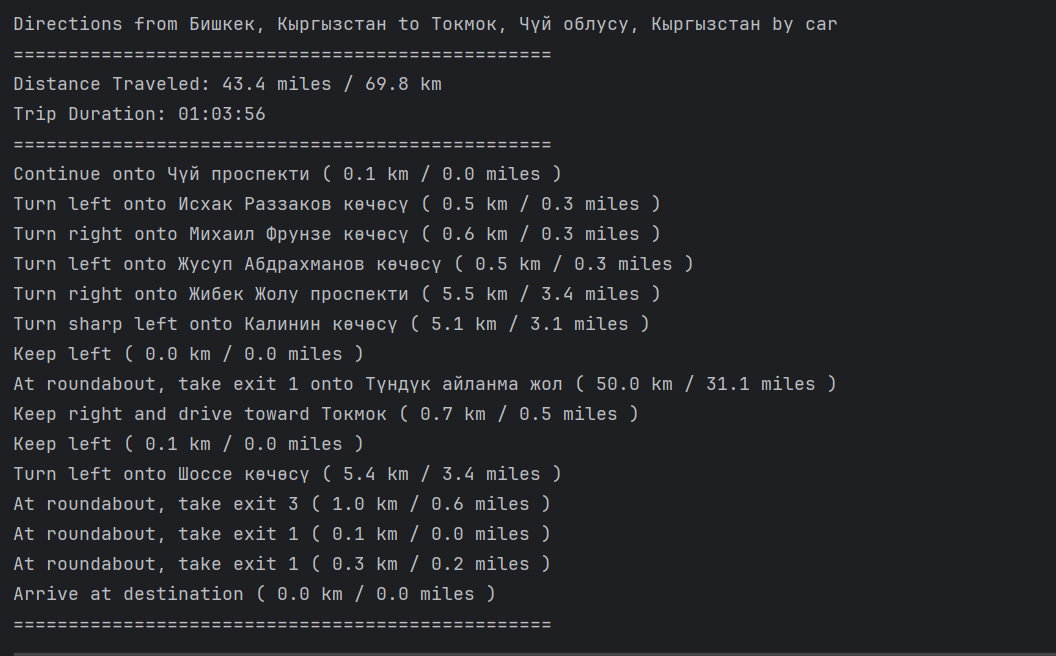 Directions from Бишкек, Кыргызстан to Токмок, Чүй облусу, Кыргызстан by car
=================================================
Distance Traveled: 43.4 miles / 69.8 km
Trip Duration: 01:03:56
=================================================
Continue onto Чүй проспекти ( 0.1 km / 0.0 miles )
Turn left onto Исхак Раззаков көчөсү ( 0.5 km / 0.3 miles )
Turn right onto Михаил Фрунзе көчөсү ( 0.6 km / 0.3 miles )
Turn left onto Жусуп Абдрахманов көчөсү ( 0.5 km / 0.3 miles )
Turn right onto Жибек Жолу проспекти ( 5.5 km / 3.4 miles )
Turn sharp left onto Калинин көчөсү ( 5.1 km / 3.1 miles )
Keep left ( 0.0 km / 0.0 miles )
At roundabout, take exit 1 onto Түндүк айланма жол ( 50.0 km / 31.1 miles )
Keep right and drive toward Токмок ( 0.7 km / 0.5 miles )
Keep left ( 0.1 km / 0.0 miles )
Turn left onto Шоссе көчөсү ( 5.4 km / 3.4 miles )
At roundabout, take exit 3 ( 1.0 km / 0.6 miles )
At roundabout, take exit 1 ( 0.1 km / 0.0 miles )
At roundabout, take exit 1 ( 0.3 km / 0.2 miles )
Arrive at destination ( 0.0 km / 0.0 miles )
=================================================